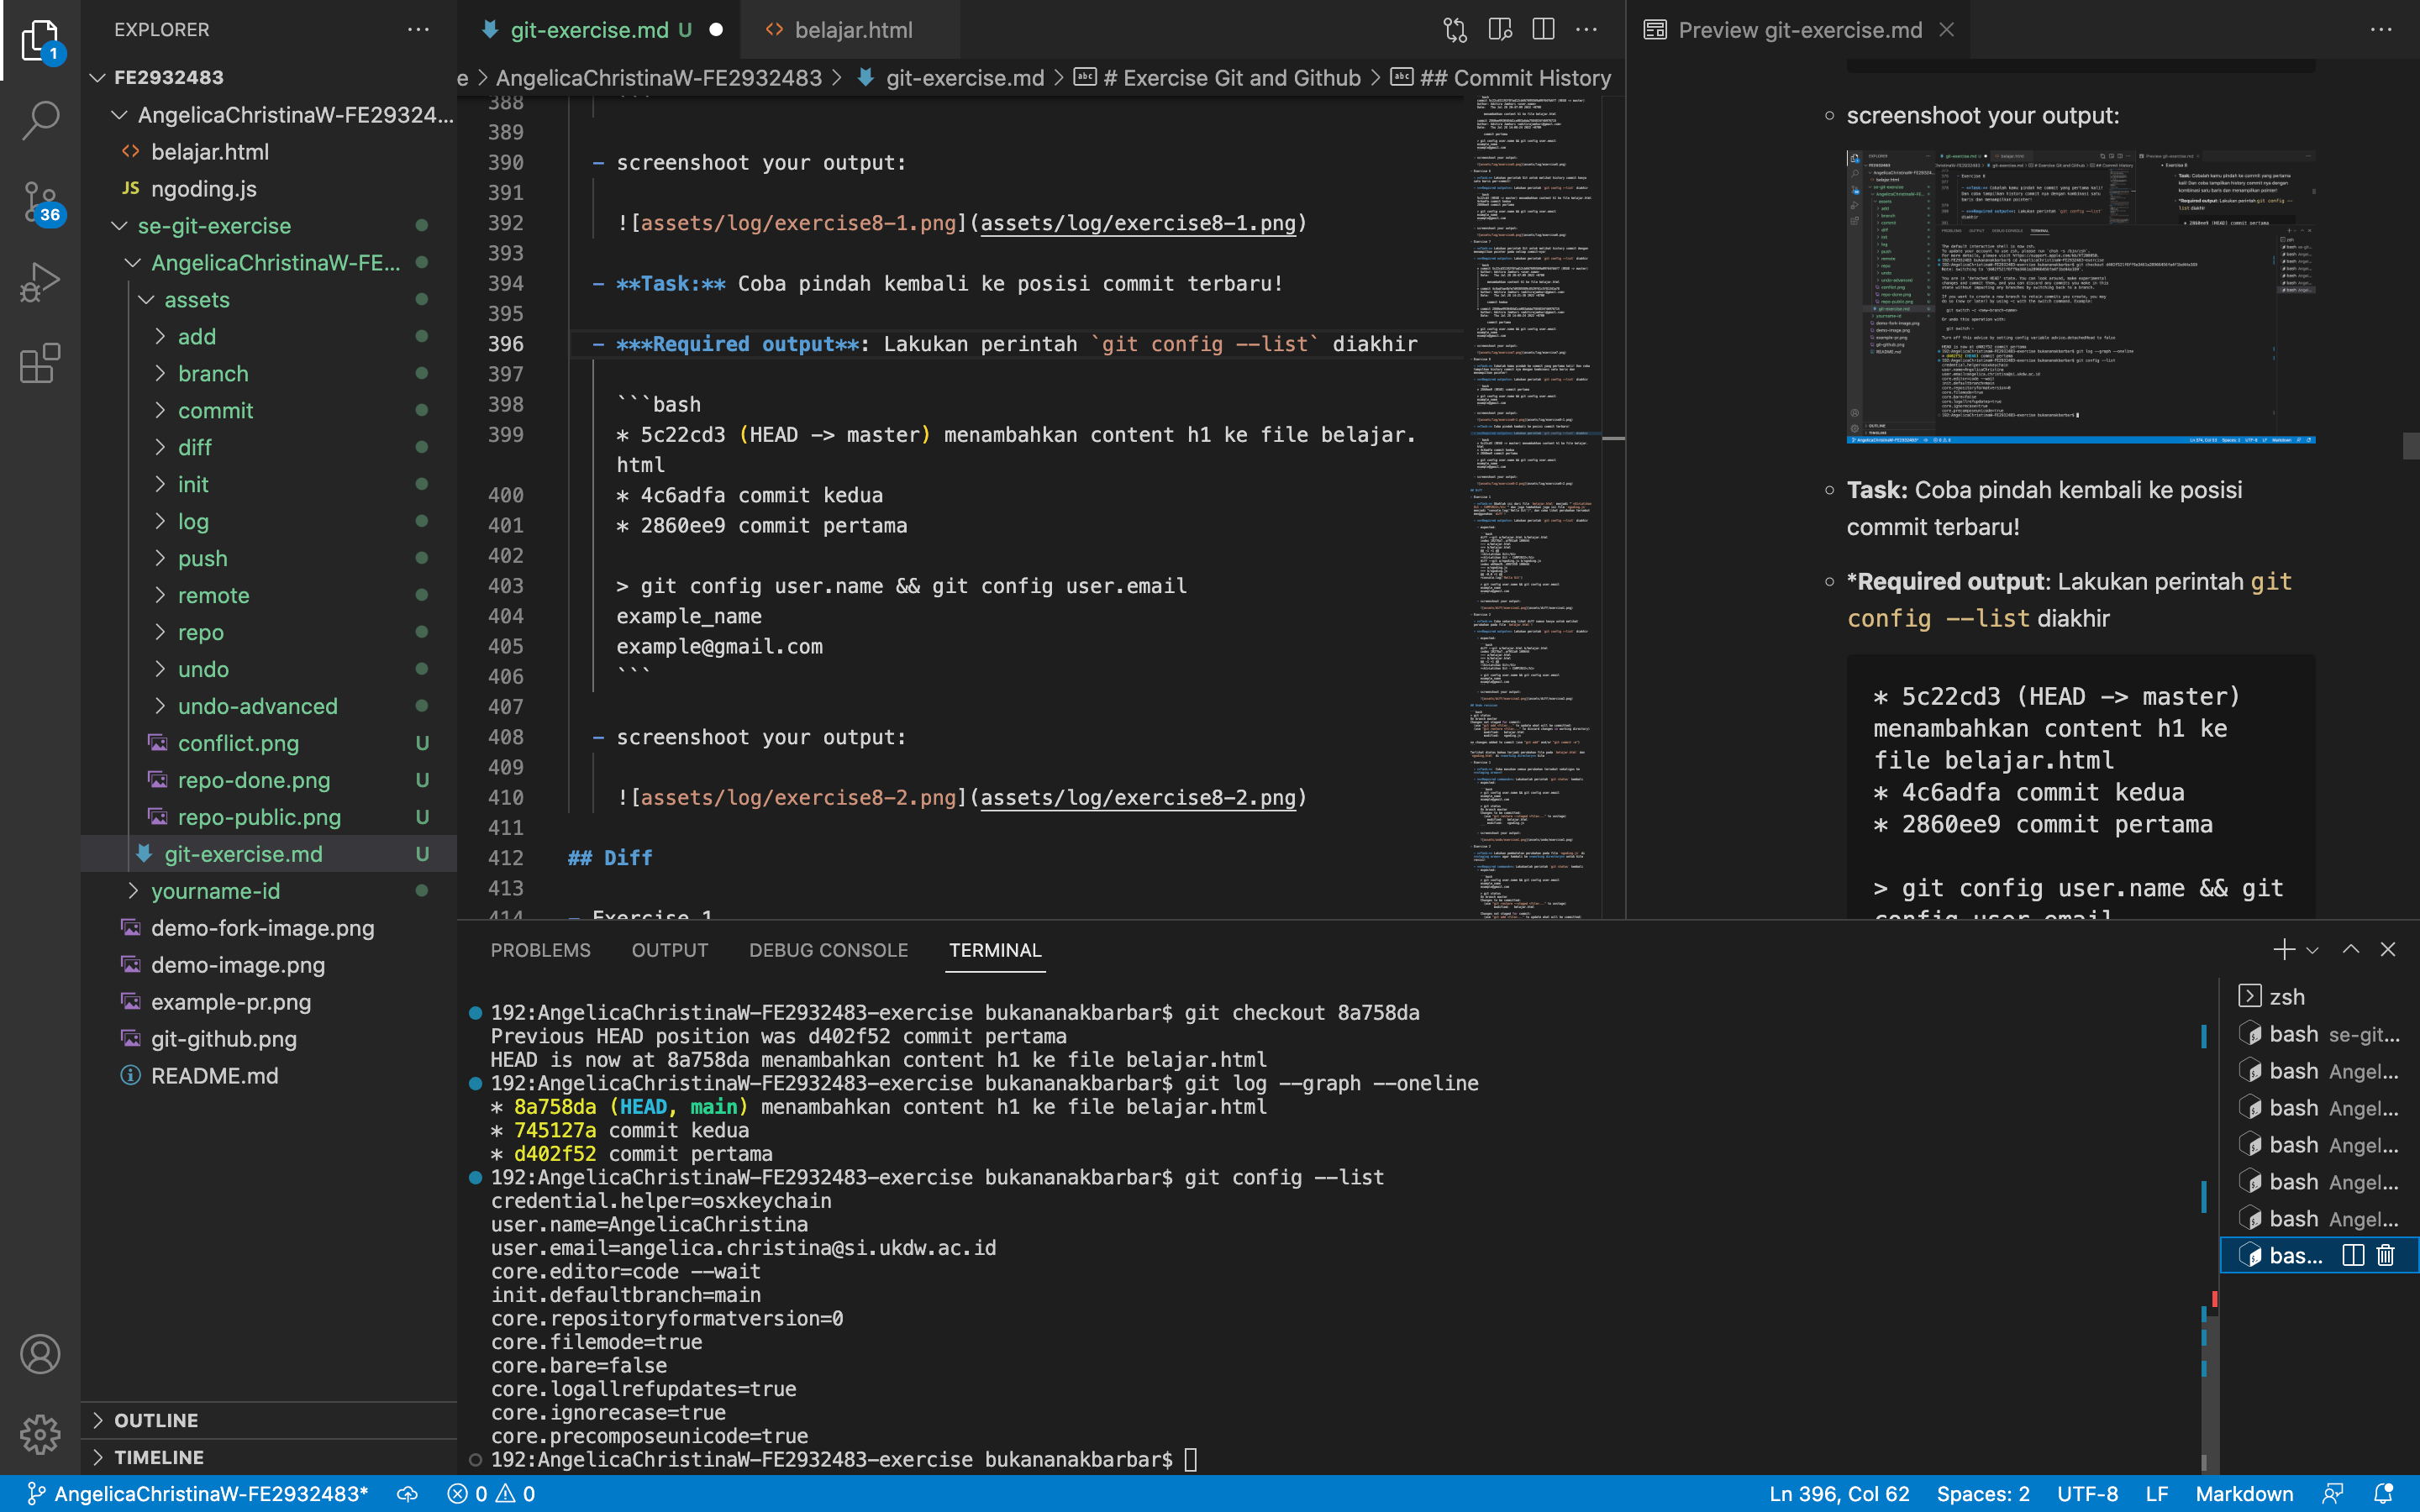 EXPLORER
FE2932483
AngelicaChristinaW-FE29324...
belajar.html
JS ngoding.js
se-git-exercise
AngelicaChristinaW-FE...
assets
add
branch
commit
diff
init
log
push
remote
repo
undo
undo-advanced
conflict.png U
repo-done.png U
repo-public.png U
git-exercise.md U
yourname-id
demo-fork-image.png
demo-image.png
example-pr.png
git-github.png
README.md
OUTLINE
TIMELINE
1
36
git-exercise.md U
belajar.html
e > AngelicaChristinaW-FE2932483 > git-exercise.md > # Exercise Git and Github > ## Commit History
388 ```
389
390 - screenshoot your output:
391
392 ![assets/log/exercise8-1.png](assets/log/exercise8-1.png)
393
394 - **Task:** Coba pindah kembali ke posisi commit terbaru!
395
396 - ***Required output**: Lakukan perintah `git config --list` diakhir
397
398 ```bash
399 * 5c22cd3 (HEAD -> master) menambahkan content h1 ke file belajar.
html
400 * 4c6adfa commit kedua
401 * 2860ee9 commit pertama
402
403 > git config user.name && git config user.email
404 example_name
405 example@gmail.com
406 ```
407
408 - screenshoot your output:
409
410 ![assets/log/exercise8-2.png](assets/log/exercise8-2.png)
411
412 ## Diff
413
414 - Exercise 1
Preview git-exercise.md
screenshoot your output:
Task: Coba pindah kembali ke posisi
commit terbaru!
*Required output: Lakukan perintah git
config --list diakhir
* 5c22cd3 (HEAD -> master)
menambahkan content h1 ke
file belajar.html
* 4c6adfa commit kedua
* 2860ee9 commit pertama
> git config user.name && git
config user.email
PROBLEMS OUTPUT DEBUG CONSOLE TERMINAL
192:AngelicaChristinaW-FE2932483-exercise bukananakbarbar$ git checkout 8a758da
Previous HEAD position was d402f52 commit pertama
HEAD is now at 8a758da menambahkan content h1 ke file belajar.html
192:AngelicaChristinaW-FE2932483-exercise bukananakbarbar$ git log --graph --oneline
* 8a758da (HEAD, main) menambahkan content h1 ke file belajar.html
* 745127a commit kedua
* d402f52 commit pertama
192:AngelicaChristinaW-FE2932483-exercise bukananakbarbar$ git config --list
credential.helper=osxkeychain
user.name=AngelicaChristina
user.email=angelica.christina@si.ukdw.ac.id
core.editor=code --wait
init.defaultbranch=main
core.repositoryformatversion=0
core.filemode=true
core.bare=false
core.logallrefupdates=true
core.ignorecase=true
core.precomposeunicode=true
192:AngelicaChristinaW-FE2932483-exercise bukananakbarbar$
zsh
bash se-git...
bash Angel...
bash Angel...
bash Angel...
bash Angel...
bash Angel...
bas...
AngelicaChristinaW-FE2932483* 0 0
Ln 396, Col 62 Spaces: 2 UTF-8 LF Markdown